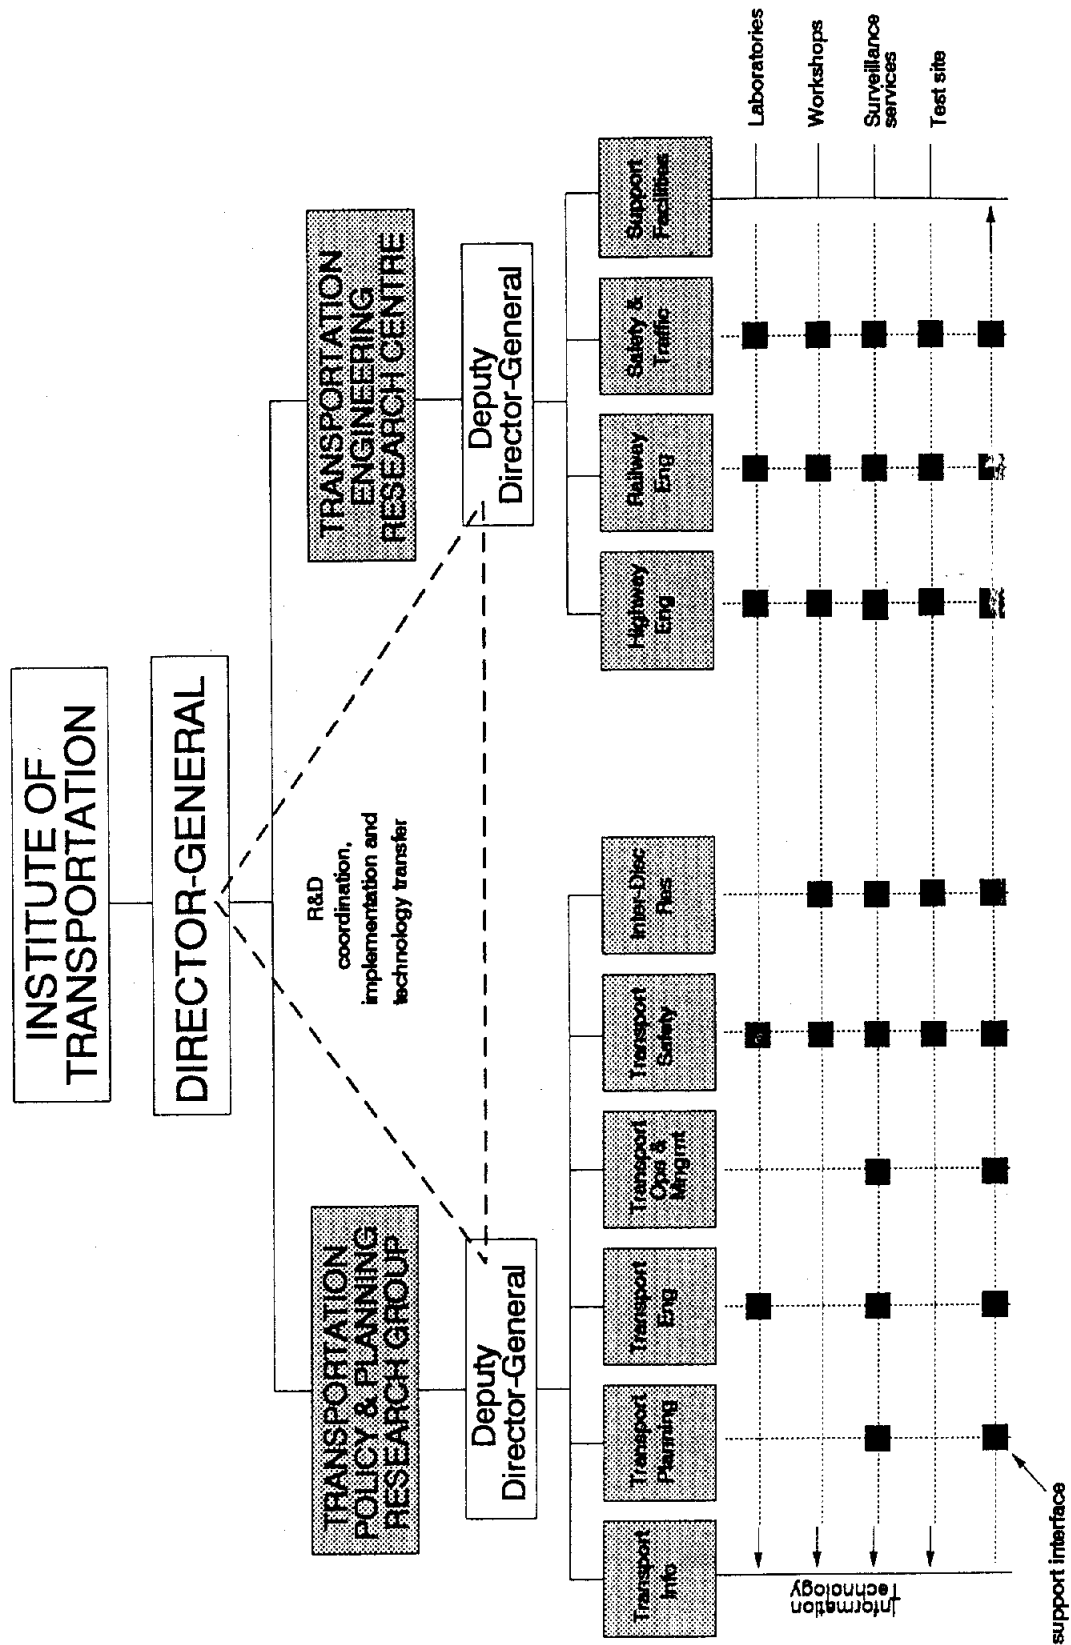 INSTITUTE OF
TRANSPORTATION
DIRECTOR-GENERAL
TRANSPORTATION
POLICY & PLANNING
RESEARCH GROUP
R&D
coordination,
implementation and
technology transfer
TRANSPORTATION
ENGINEERING
RESEARCH CENTRE
Deputy
Director-General
Deputy
Director-General
Transport
Info
Transport
Planning
Transport
Eng
Transport
Ops &
Mngmt
Transport
Safety
Inter-Disc
Res
Highway
Eng
Railway
Eng
Safety &
Traffic
Support
Facilities
Laboratories
Workshops
Surveillance
services
Test site
Information
Technology
support interface